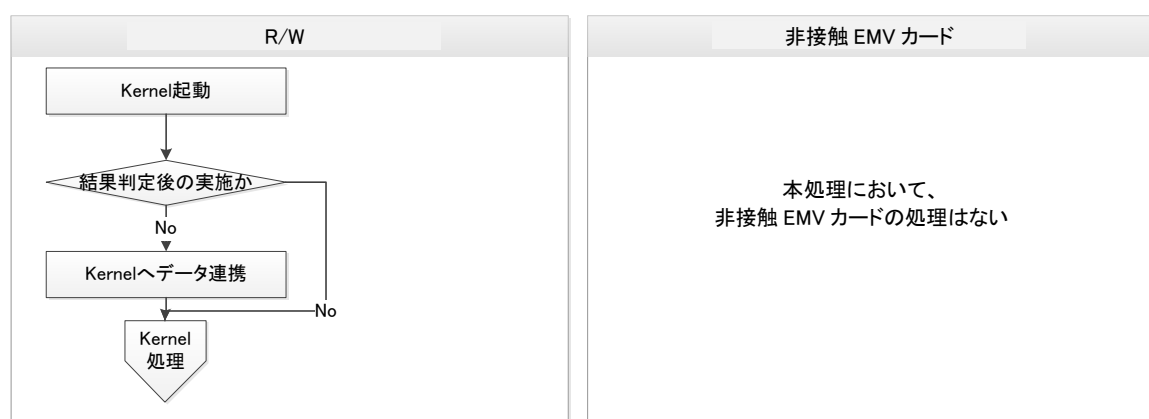 R/W
Kernel起動
結果判定後の実施か
No
Kernelへデータ連携
No
Kernel
処理
非接触 EMV カード
本処理において、
非接触 EMV カードの処理はない